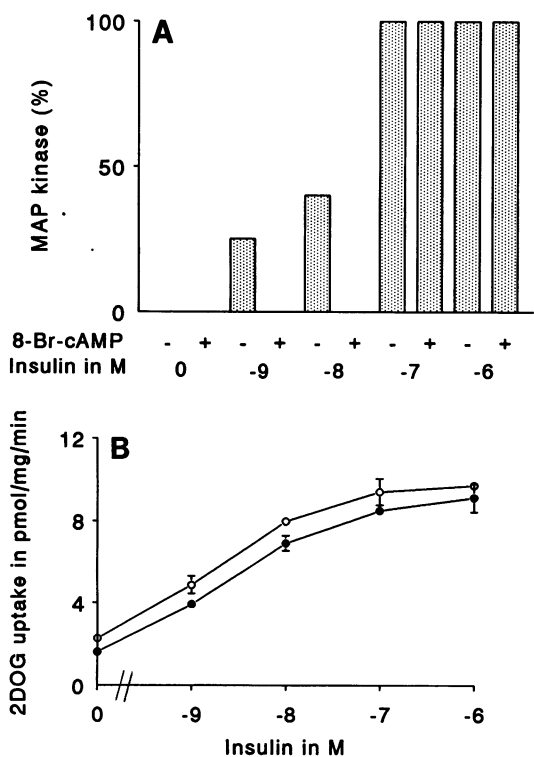 A
100
50
0
MAP kinase (%)
8-Br-cAMP - + - + - + - + - +
Insulin in M 0 -9 -8 -7 -6
B
12
8
4
0
2DOG uptake in pmol/mg/min
0 -9 -8 -7 -6
Insulin in M